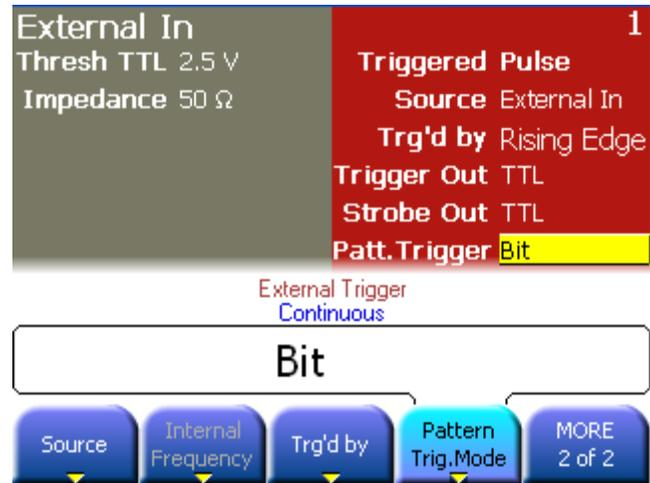 External In
Thresh TTL 2.5 V
Impedance 50 Ω
1
Triggered Pulse
Source External In
Trg'd by Rising Edge
Trigger Out TTL
Strobe Out TTL
Patt.Trigger Bit
External Trigger
Continuous
Bit
Source
Internal Frequency
Trg'd by
Pattern Trig.Mode
MORE 2 of 2